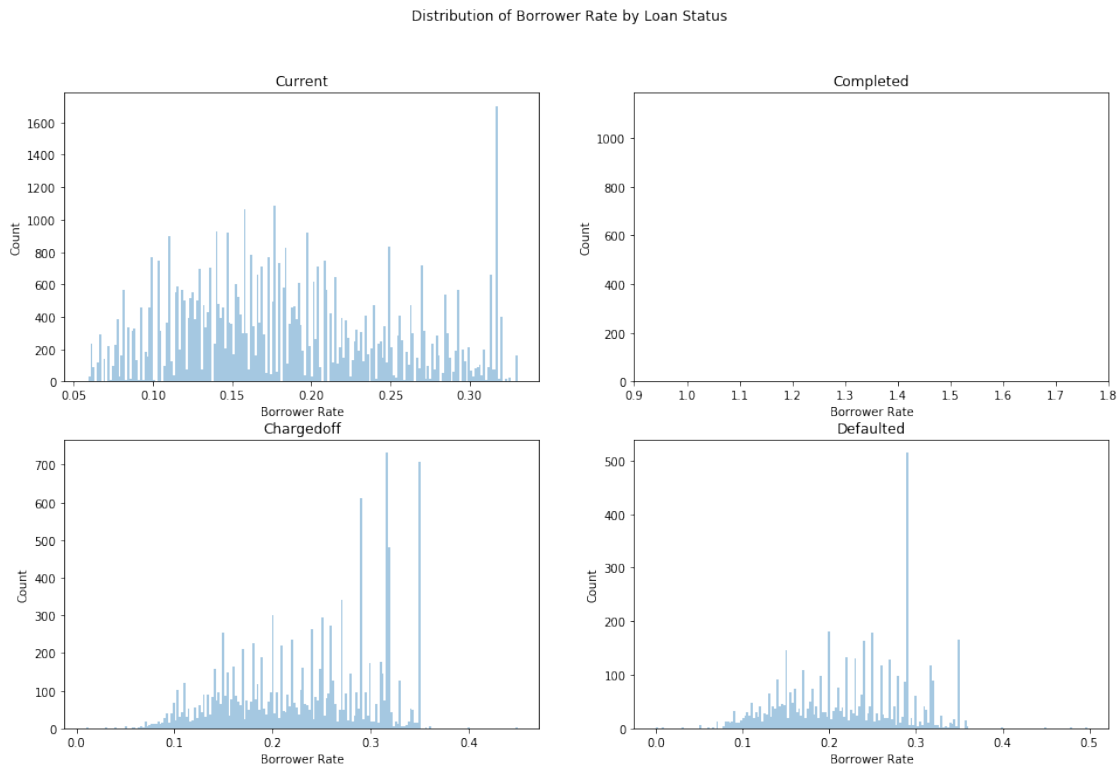 Distribution of Borrower Rate by Loan Status
Current
1600
1400
1200
1000
800
600
400
200
0
Count
0.05 0.10 0.15 0.20 0.25 0.30
Borrower Rate
Completed
1000
800
600
400
200
0
Count
0.9 1.0 1.1 1.2 1.3 1.4 1.5 1.6 1.7 1.8
Borrower Rate
Chargedoff
700
600
500
400
300
200
100
0
Count
0.0 0.1 0.2 0.3 0.4
Borrower Rate
Defaulted
500
400
300
200
100
0
Count
0.0 0.1 0.2 0.3 0.4 0.5
Borrower Rate